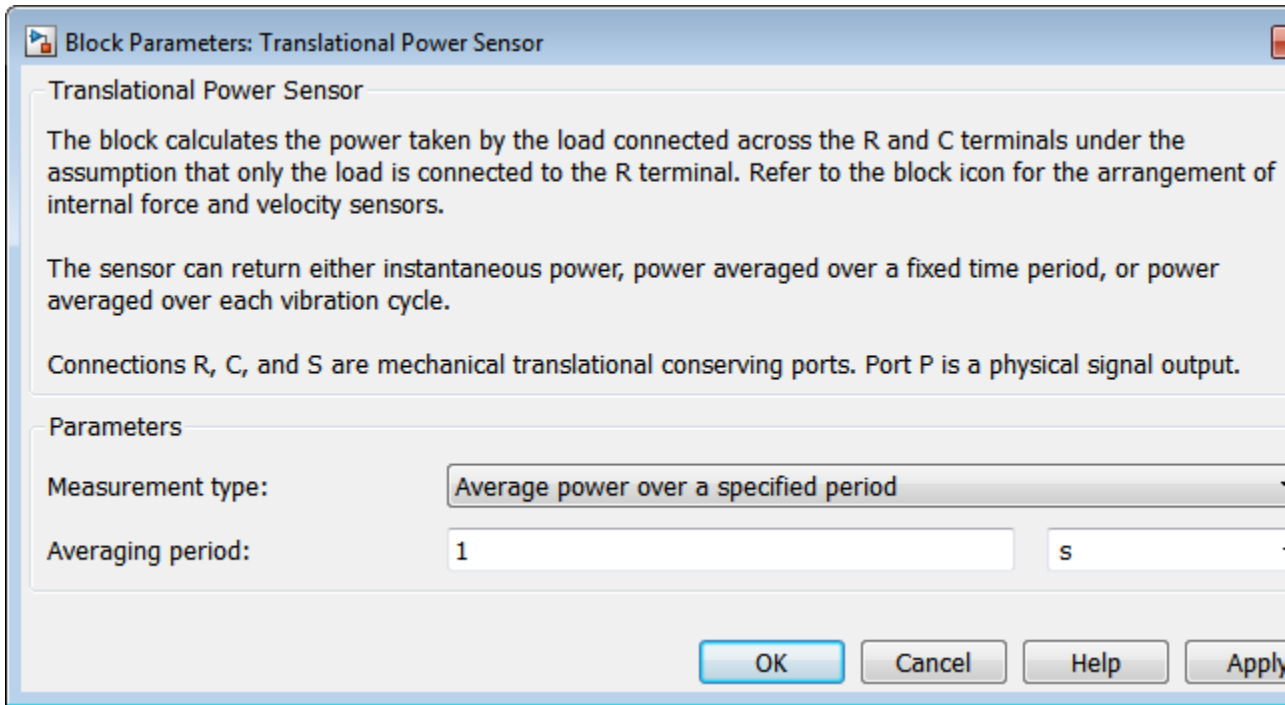 Block Parameters: Translational Power Sensor
Translational Power Sensor
The block calculates the power taken by the load connected across the R and C terminals under the
assumption that only the load is connected to the R terminal. Refer to the block icon for the arrangement of
internal force and velocity sensors.
The sensor can return either instantaneous power, power averaged over a fixed time period, or power
averaged over each vibration cycle.
Connections R, C, and S are mechanical translational conserving ports. Port P is a physical signal output.
Parameters
Measurement type: Average power over a specified period
Averaging period: 1 s
OK Cancel Help Apply